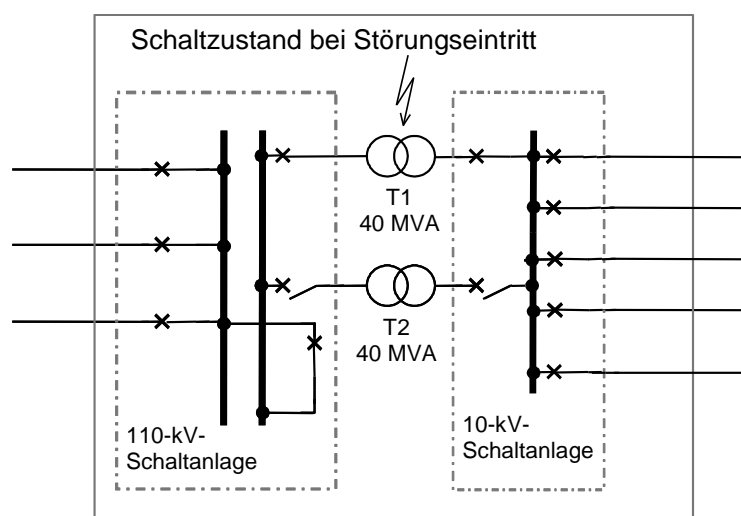 Schaltzustand bei Störungseintritt
T1
40 MVA
T2
40 MVA
110-kV-
Schaltanlage
10-kV-
Schaltanlage